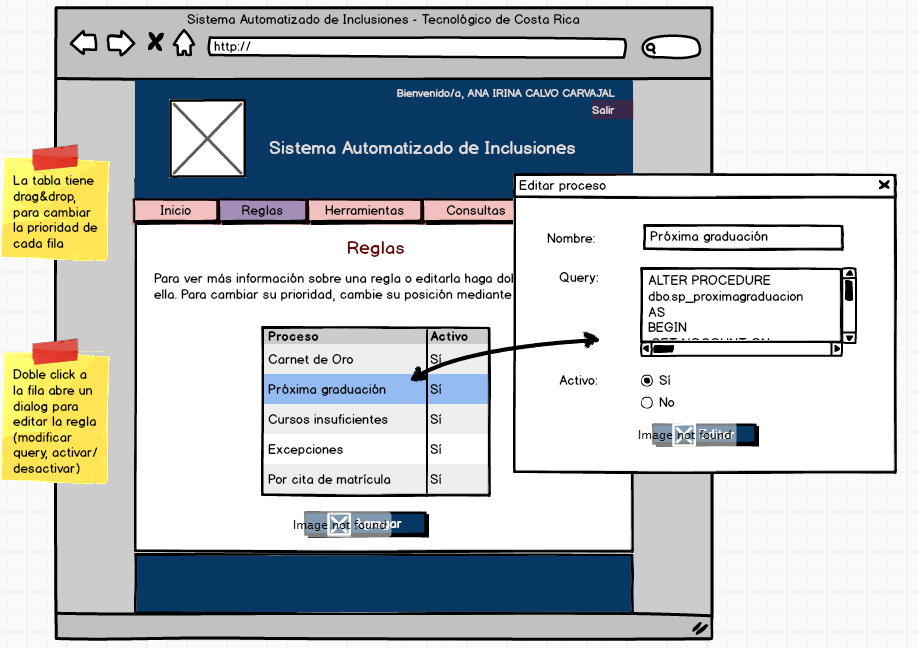 Sistema Automatizado de Inclusiones - Tecnológico de Costa Rica
http://
Bienvenido/a, ANA IRINA CALVO CARVAJAL
Salir
Sistema Automatizado de Inclusiones
Inicio
Reglas
Herramientas
Consultas
Reglas
Para ver más información sobre una regla o editarla haga
ella. Para cambiar su prioridad, cambie su posición mediante
Proceso Activo
Carnet de Oro Sí
Próxima graduación Sí
Cursos insuficientes Sí
Excepciones Sí
Por cita de matrícula Sí
Image not found
La tabla tiene
drag&drop,
para cambiar
la prioridad de
cada fila
Doble click a
la fila abre un
dialog para
editar la regla
(modificar
query, activar/
desactivar)
Editar proceso
Nombre:
Próxima graduación
Query:
ALTER PROCEDURE
dbo.sp_proximagraduacion
AS
BEGIN
Activo:
Sí
No
Image not found